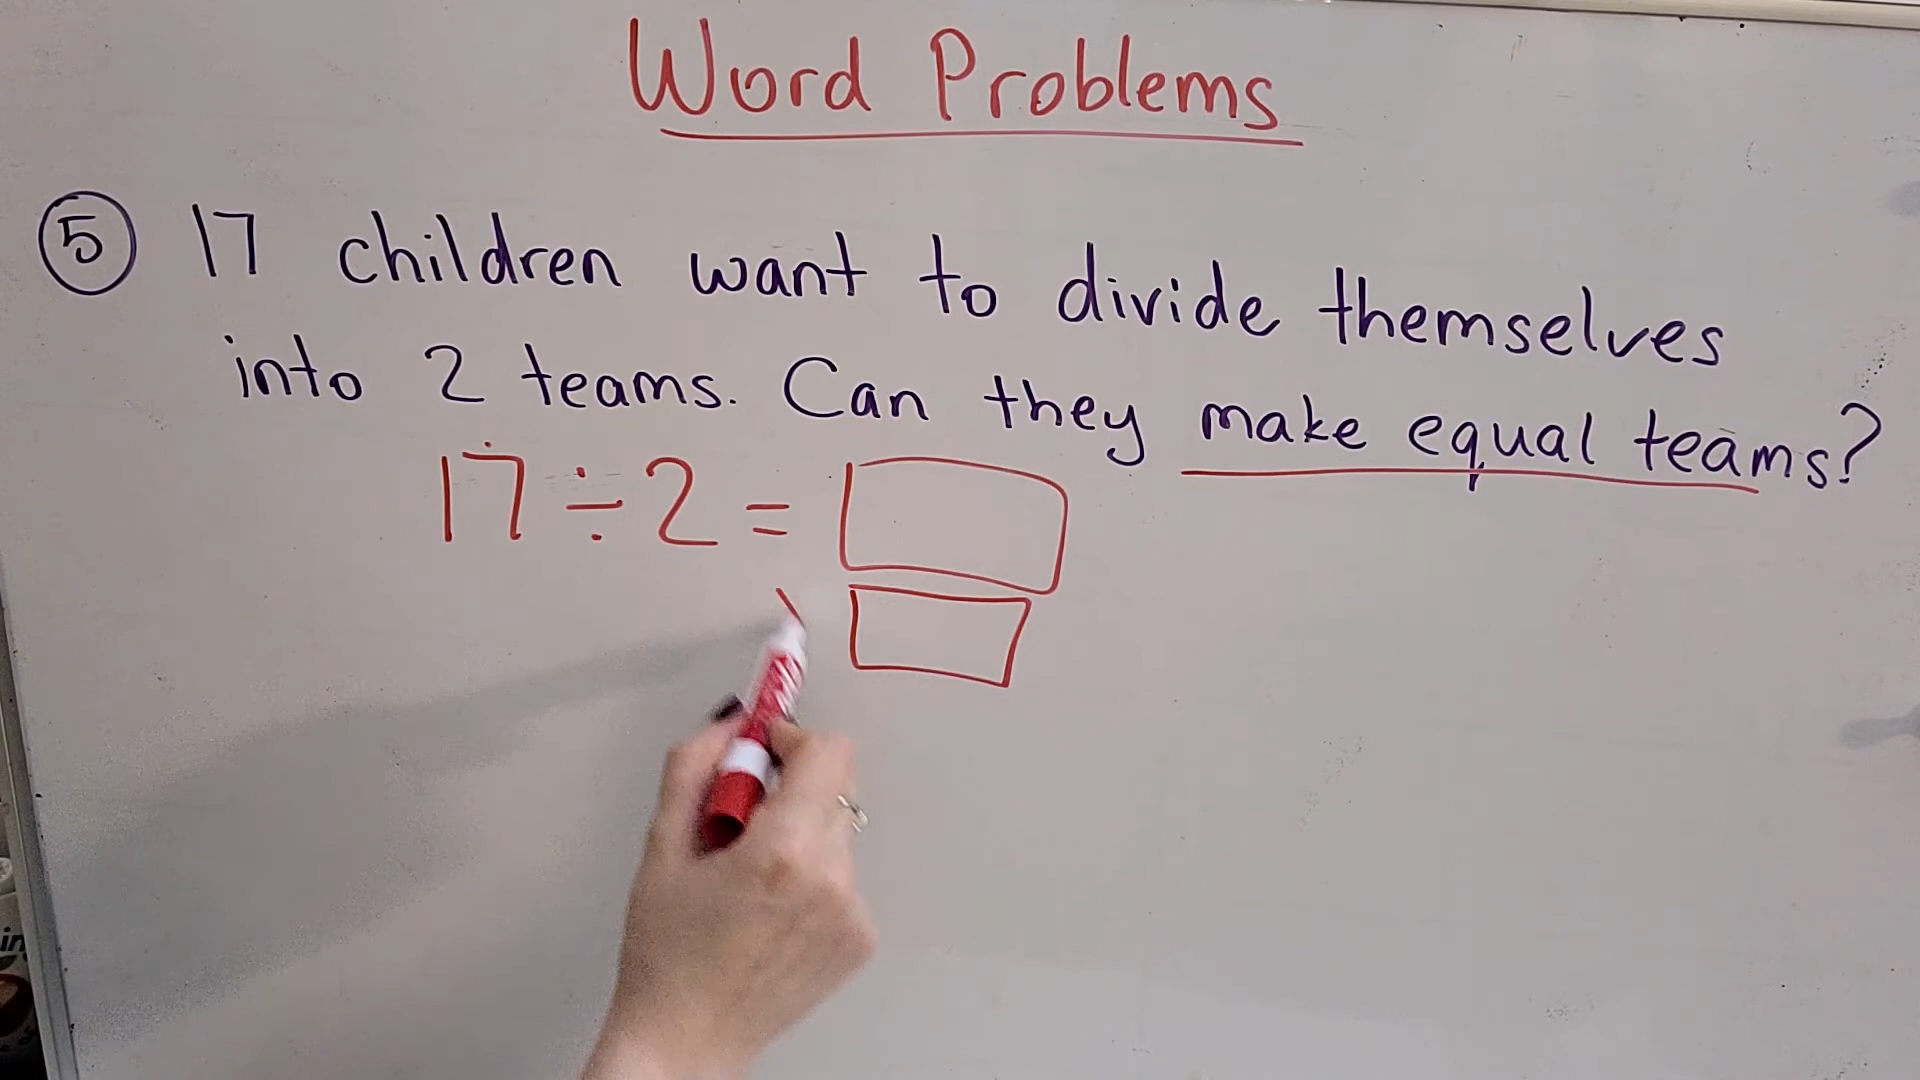 Word Problems
5 17 children want to divide themselves
into 2 teams. Can they make equal teams?
17 ÷ 2 =